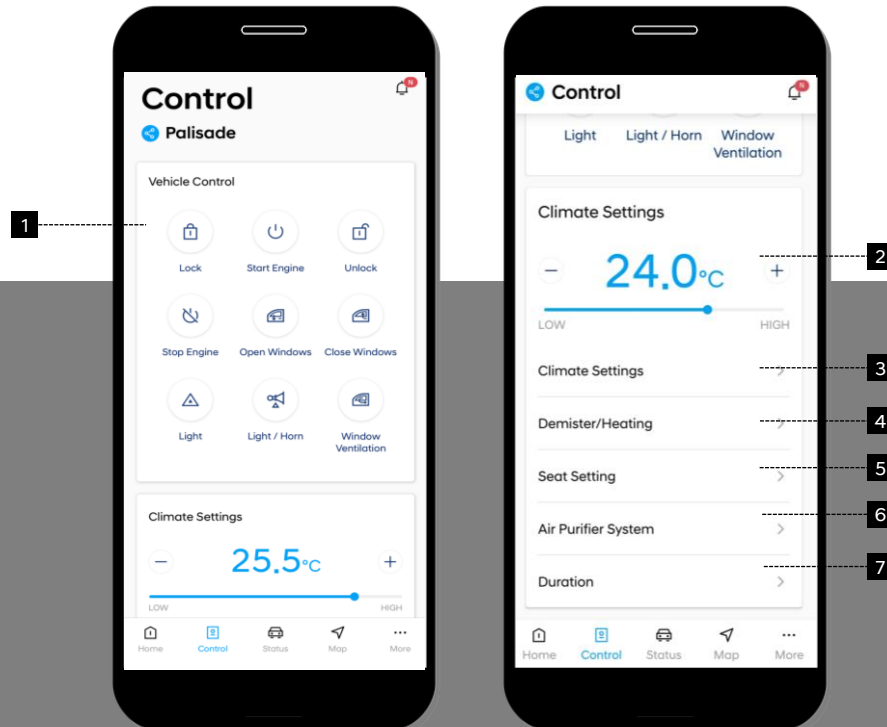 Control
N
Palisade
Vehicle Control
1
Lock Start Engine Unlock
Stop Engine Open Windows Close Windows
Light Light / Horn Window
Ventilation
Climate Settings
25.5°C
LOW HIGH
Home Control Status Map More
Control
N
Light Light / Horn Window
Ventilation
Climate Settings
2
24.0°C
LOW HIGH
Climate Settings
3
Demister/Heating
4
Seat Setting
5
Air Purifier System
6
Duration
7
Home Control Status Map More